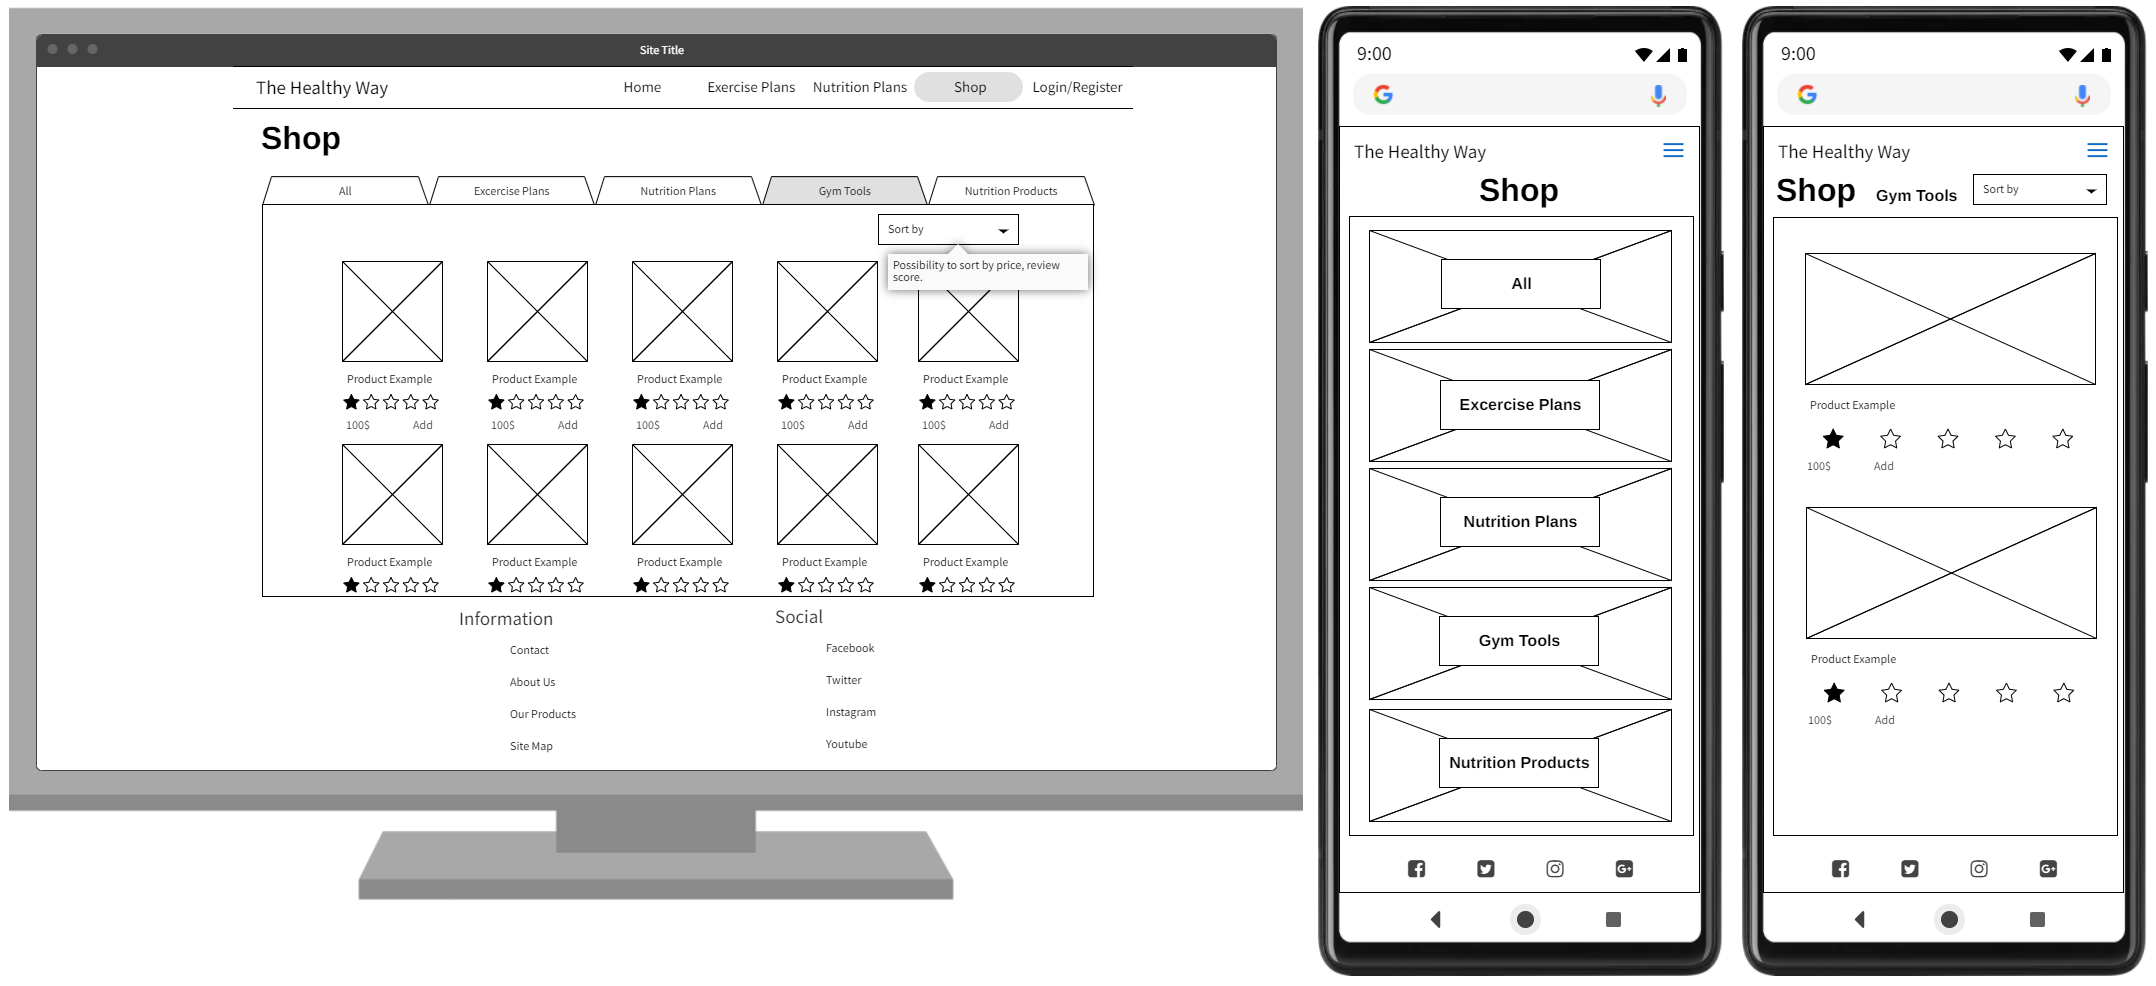 Site Title
The Healthy Way
Home
Exercise Plans
Nutrition Plans
Shop
Login/Register
Shop
All
Excercise Plans
Nutrition Plans
Gym Tools
Nutrition Products
Sort by
Possibility to sort by price, review
score.
Product Example
Product Example
Product Example
Product Example
Product Example
100$ Add
100$ Add
100$ Add
100$ Add
100$ Add
Product Example
Product Example
Product Example
Product Example
Product Example
Information
Contact
About Us
Our Products
Site Map
Social
Facebook
Twitter
Instagram
Youtube
9:00
The Healthy Way
Shop
All
Excercise Plans
Nutrition Plans
Gym Tools
Nutrition Products
9:00
The Healthy Way
Shop Gym Tools
Sort by
Product Example
100$ Add
Product Example
100$ Add